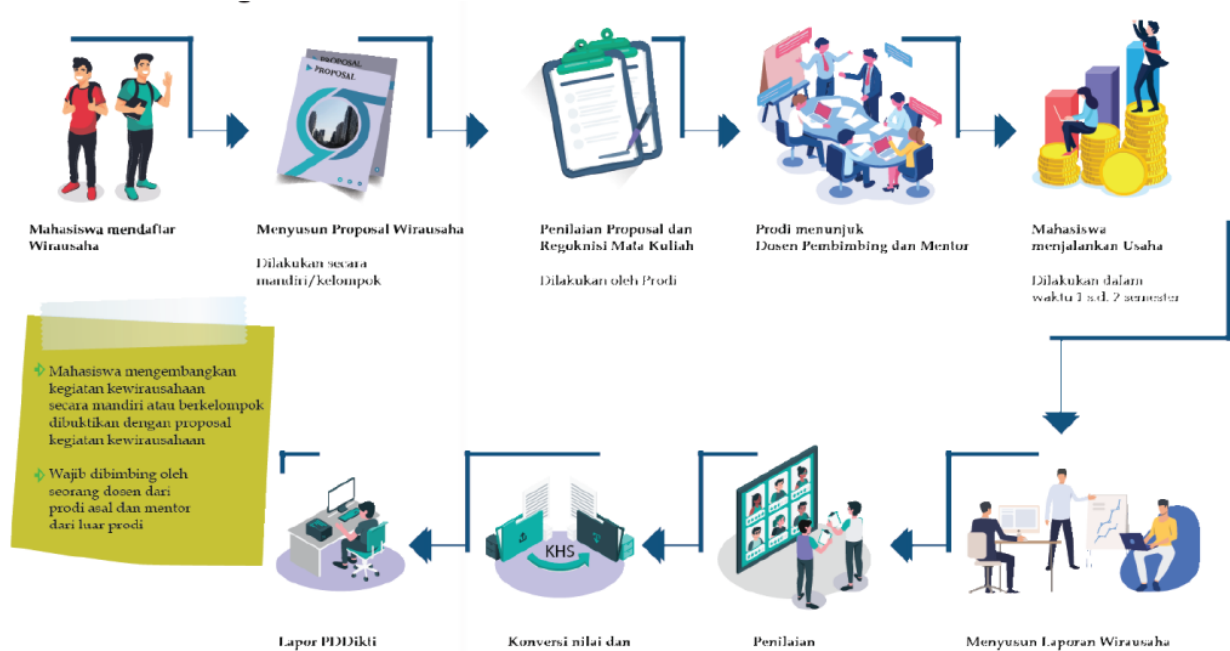 PROPOSAL
PROPOSAL
Mahasiswa mendaftar
Wirausaha
Menyusun Proposal Wirausaha
Dilakukan secara
mandiri/kelompok
Penilaian Proposal dan
Regoknisi Mata Kuliah
Dilakukan oleh Prodi
Prodi menunjuk
Dosen Pembimbing dan Mentor
Mahasiswa
menjalankan Usaha
Dilakukan dalam
waktu 1 s.d. 2 semester
Mahasiswa mengembangkan
kegiatan kewirausahaan
secara mandiri atau berkelompok
dibuktikan dengan proposal
kegiatan kewirausahaan
Wajib dibimbing oleh
seorang dosen dari
prodi asal dan mentor
dari luar prodi
Menyusun Laporan Wirausaha
Penilaian
KHS
Konversi nilai dan
Lapor PDDikti